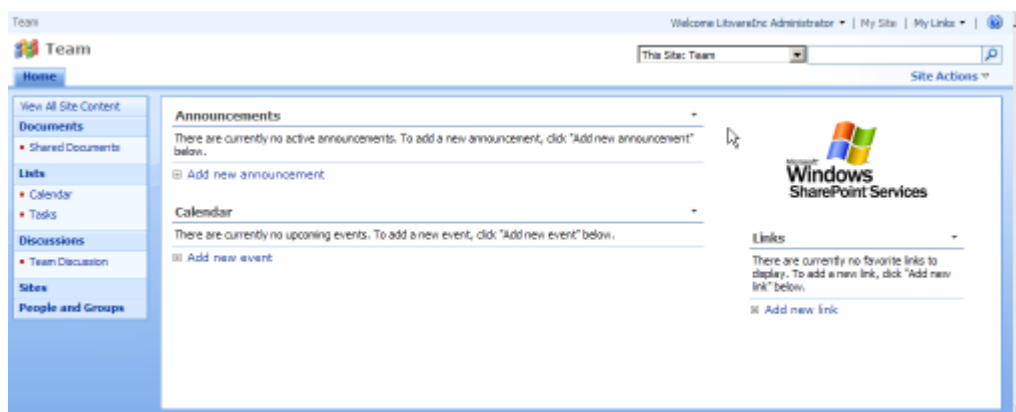 Team
Welcome LitwareInc Administrator | My Site | My Links |
Team
This Site: Team
Home
Site Actions
View All Site Content
Documents
Shared Documents
Lists
Calendar
Tasks
Discussions
Team Discussion
Sites
People and Groups
Announcements
There are currently no active announcements. To add a new announcement, click "Add new announcement"
below.
Add new announcement
Calendar
There are currently no upcoming events. To add a new event, click "Add new event" below.
Add new event
Microsoft
Windows
SharePoint Services
Links
There are currently no favorite links to
display. To add a new link, click "Add new
link" below.
Add new link